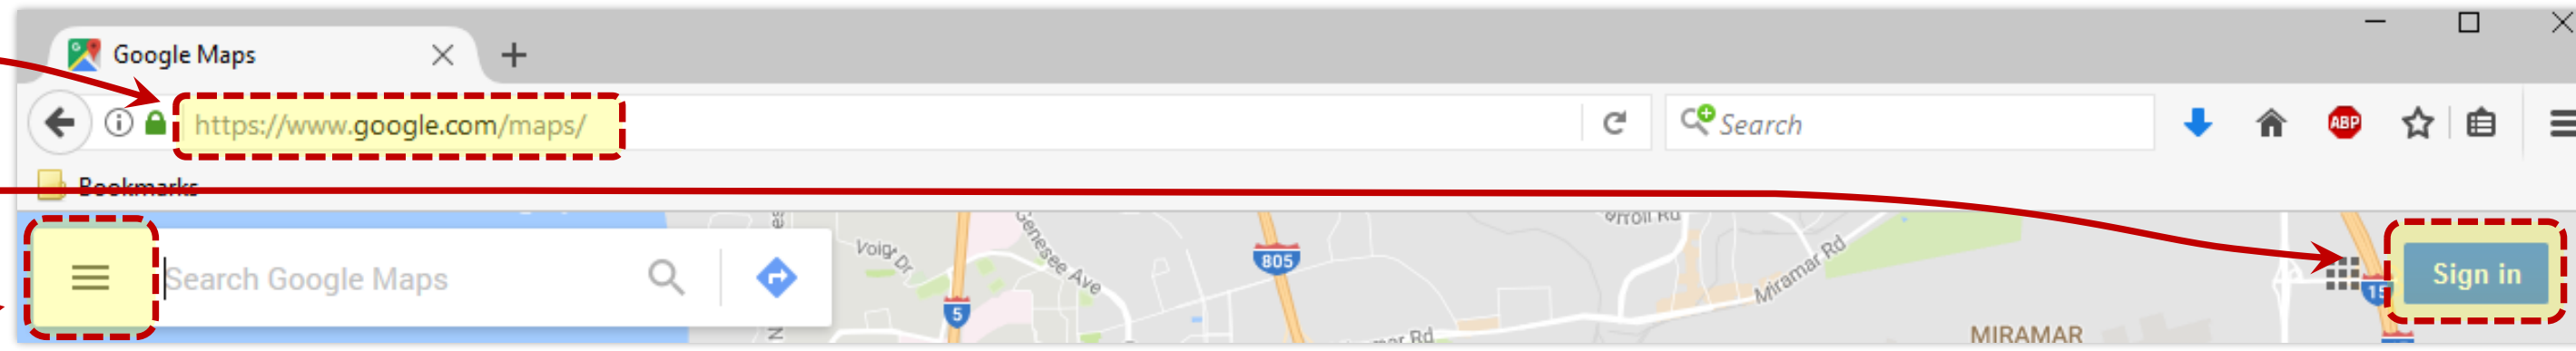 Google Maps
https://www.google.com/maps/
Search
ABP
Bookmarks
Search Google Maps
Voigt Dr
Genesee Ave
5
805
Miramar Rd
MIRAMAR
15
Sign in